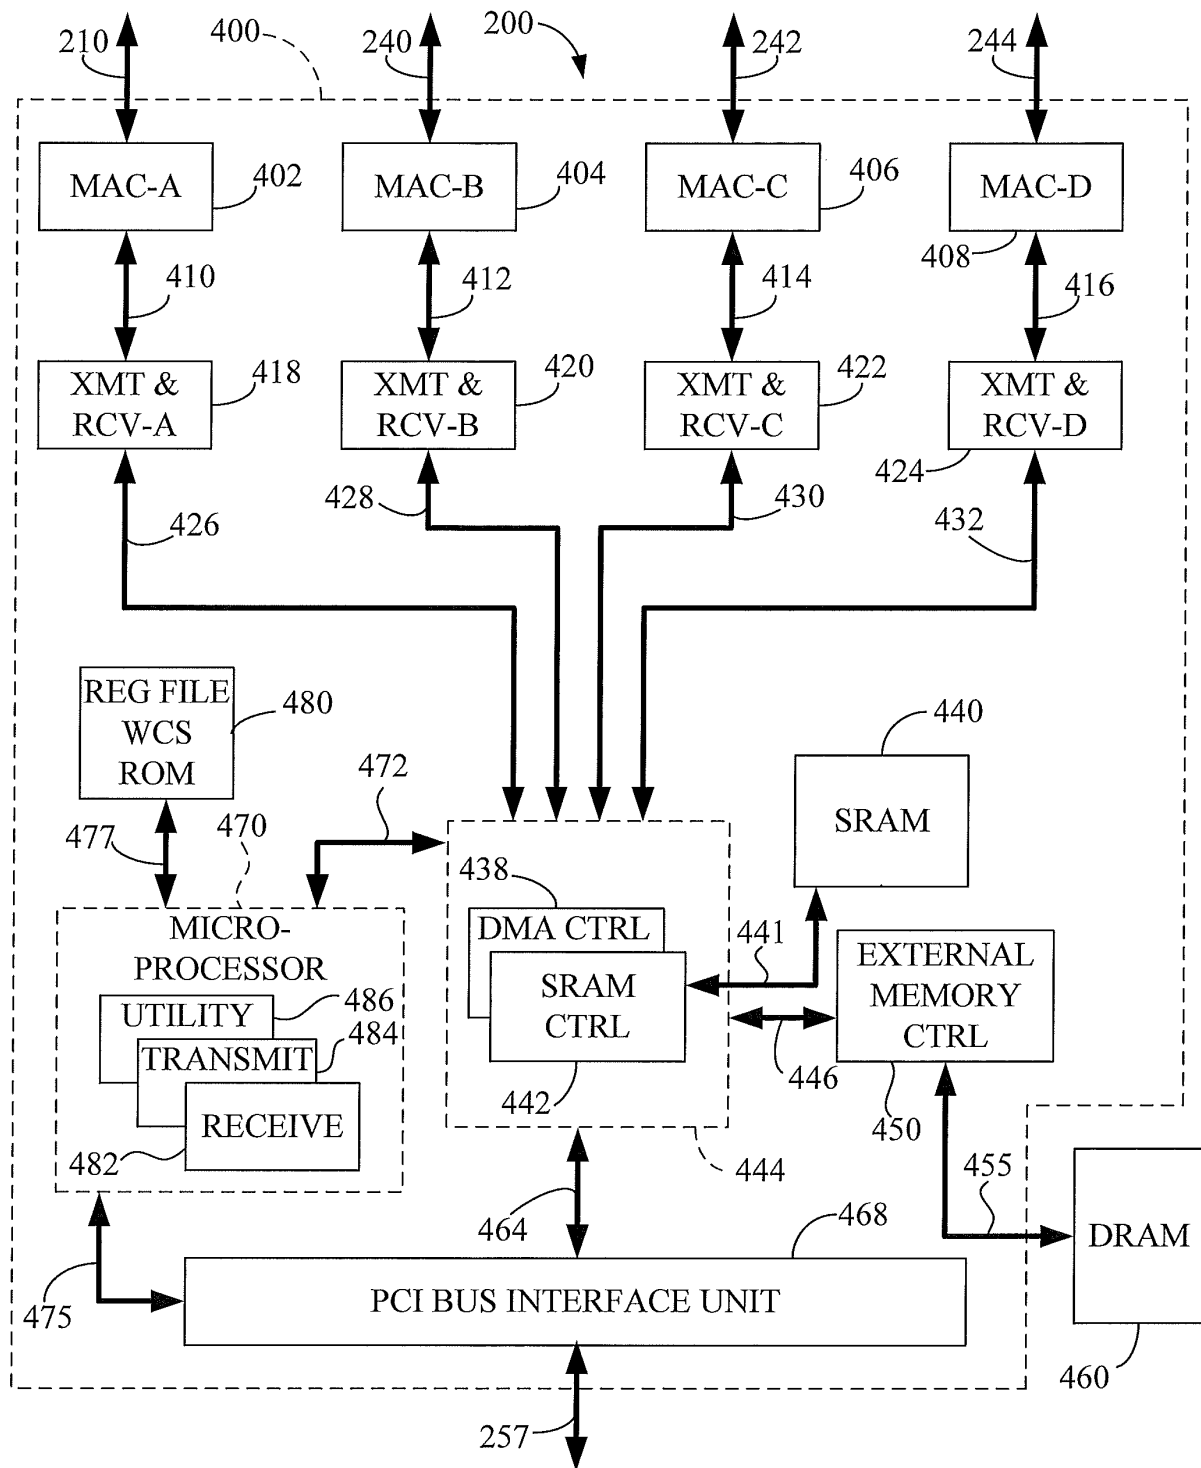 210
400
240
200
242
244
MAC-A
402
MAC-B
404
MAC-C
406
MAC-D
408
410
412
414
416
XMT &
RCV-A
418
XMT &
RCV-B
420
XMT &
RCV-C
422
XMT &
RCV-D
424
426
428
430
432
REG FILE
WCS
ROM
480
440
472
SRAM
477
470
438
DMA CTRL
441
SRAM
CTRL
442
EXTERNAL
MEMORY
CTRL
446
450
MICRO-
PROCESSOR
UTILITY
486
TRANSMIT
484
RECEIVE
482
444
455
464
468
DRAM
475
PCI BUS INTERFACE UNIT
460
257